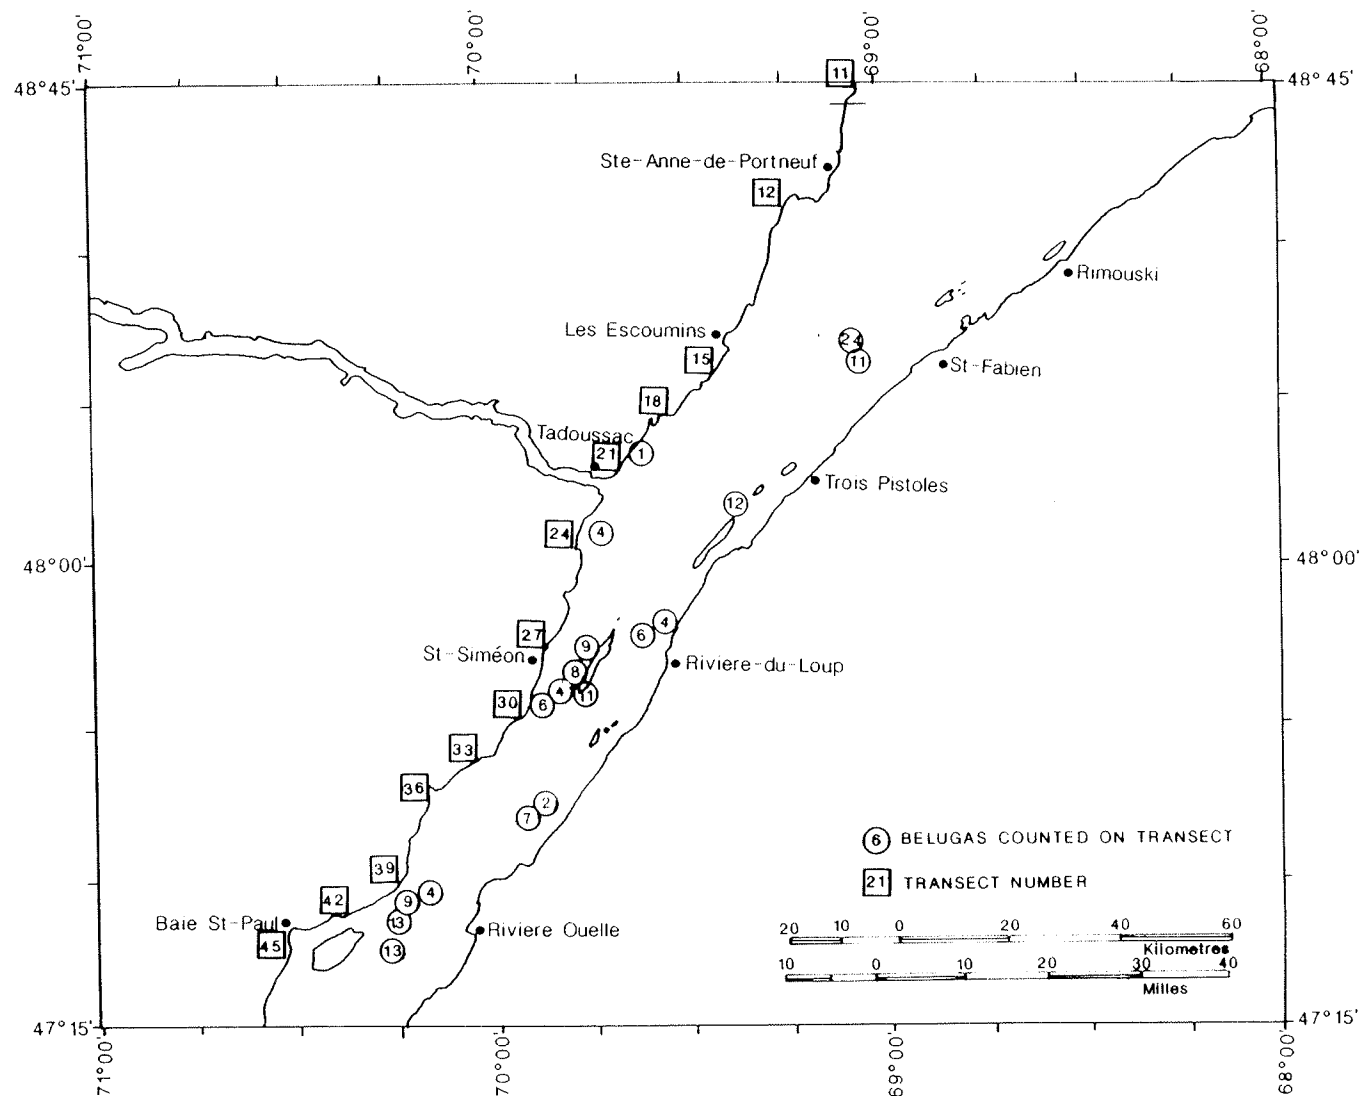 71°00'
70°00'
69°00'
68°00'
48°45'
48°45'
11
Ste-Anne-de-Portneuf
12
Rimouski
Les Escoumins
24
15
11
St-Fabien
18
Tadoussac
21
1
Trois Pistoles
12
24
4
48°00'
48°00'
4
27
6
9
St-Siméon
Riviere-du-Loup
8
4
11
30
6
33
36
2
7
6 BELUGAS COUNTED ON TRANSECT
39
21 TRANSECT NUMBER
4
42
9
Baie St-Paul
13
Riviere Ouelle
45
13
20 10 0 20 40 60
Kilometres
10 0 10 20 30 40
Milles
47°15'
47°15'
71°00'
70°00'
69°00'
68°00'